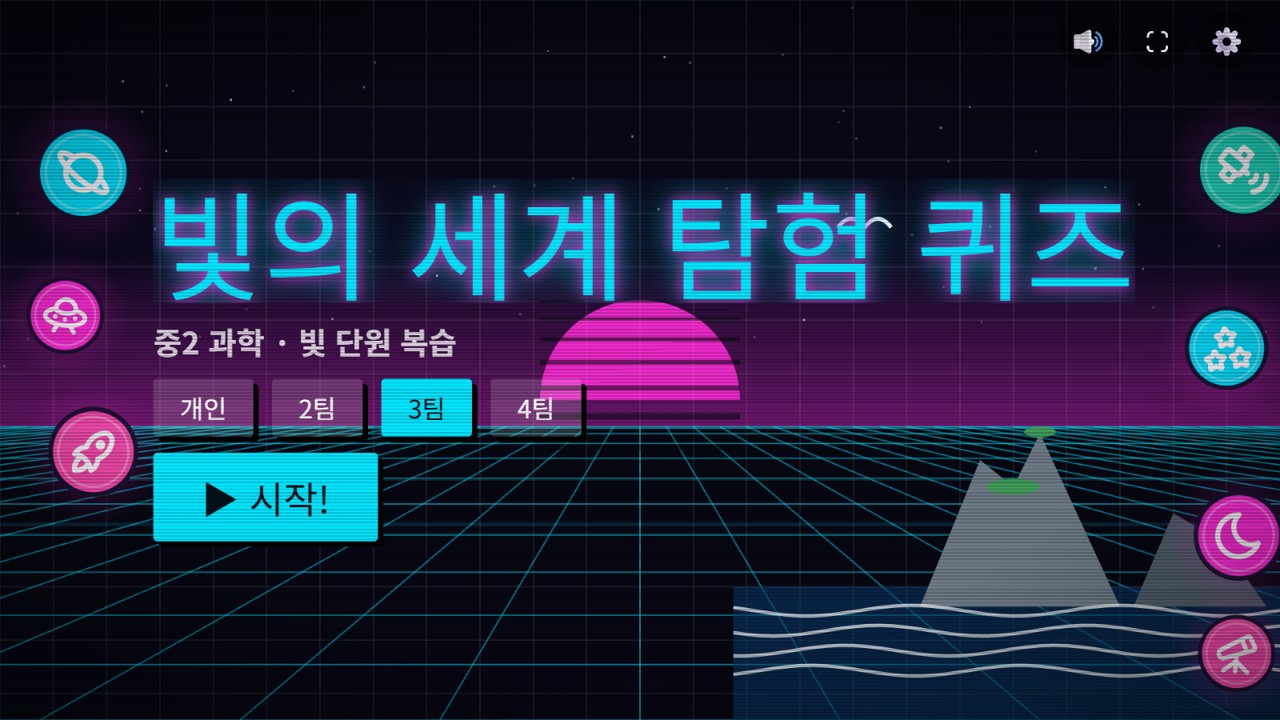 빛의 세계 탐험 퀴즈
중2 과학 · 빛 단원 복습
개인 2팀 3팀 4팀
▶ 시작!